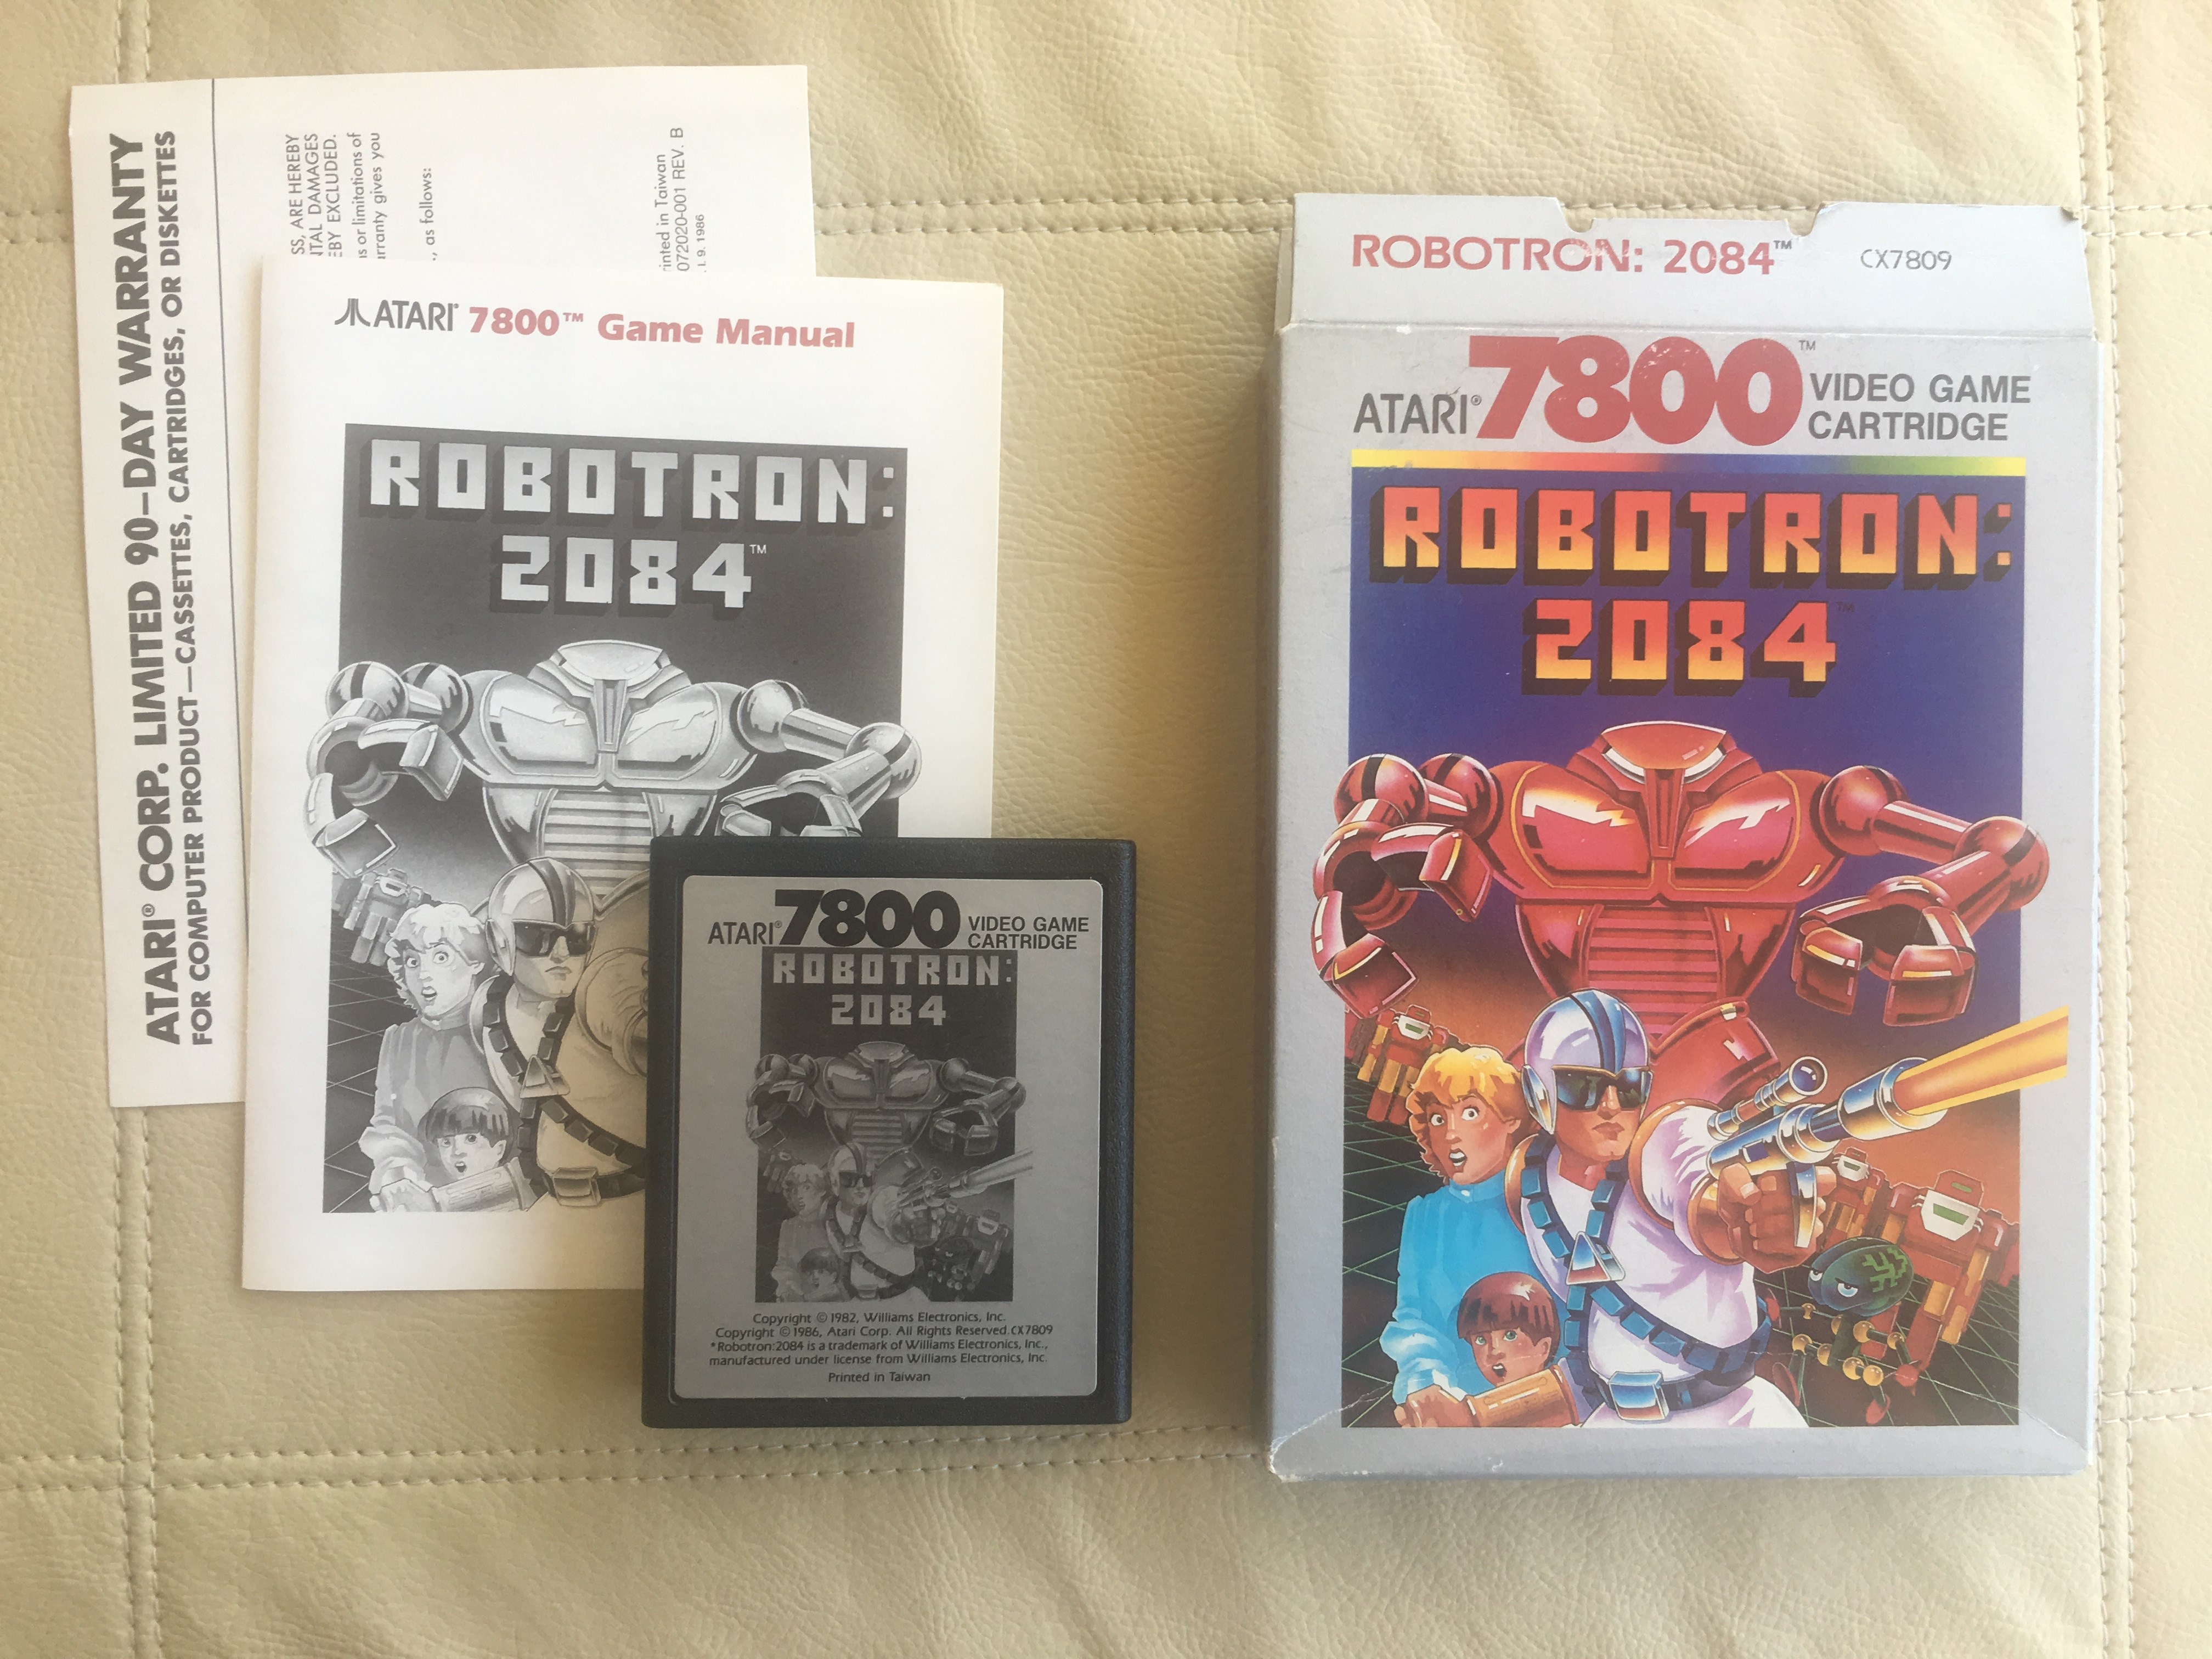 ATARI® CORP. LIMITED 90–DAY WARRANTY
FOR COMPUTER PRODUCT—CASSETTES, CARTRIDGES, OR DISKETTES
SS, ARE HEREBY
NTAL DAMAGES
EBY EXCLUDED.
s or limitations of
arranty gives you
., as follows:
rinted in Taiwan
072020-001 REV. B
. I. 9. 1986
ATARI® 7800™ Game Manual
ROBOTRON:
2084™
ATARI® 7800 VIDEO GAME
CARTRIDGE
ROBOTRON:
2084
Copyright © 1982, Williams Electronics, Inc.
Copyright © 1986, Atari Corp. All Rights Reserved. CX7809
*Robotron:2084 is a trademark of Williams Electronics, Inc.,
manufactured under license from Williams Electronics, Inc.
Printed in Taiwan
ROBOTRON: 2084™ CX7809
ATARI® 7800™ VIDEO GAME
CARTRIDGE
ROBOTRON:
2084™